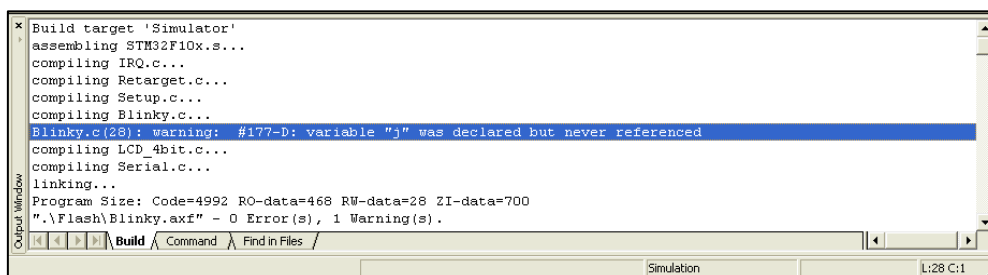 Build target 'Simulator'
assembling STM32F10x.s...
compiling IRQ.c...
compiling Retarget.c...
compiling Setup.c...
compiling Blinky.c...
Blinky.c(28): warning:  #177-D: variable "j" was declared but never referenced
compiling LCD_4bit.c...
compiling Serial.c...
linking...
Program Size: Code=4992 RO-data=468 RW-data=28 ZI-data=700
".\Flash\Blinky.axf" - 0 Error(s), 1 Warning(s).
Output Window
Build Command Find in Files
Simulation L:28 C:1